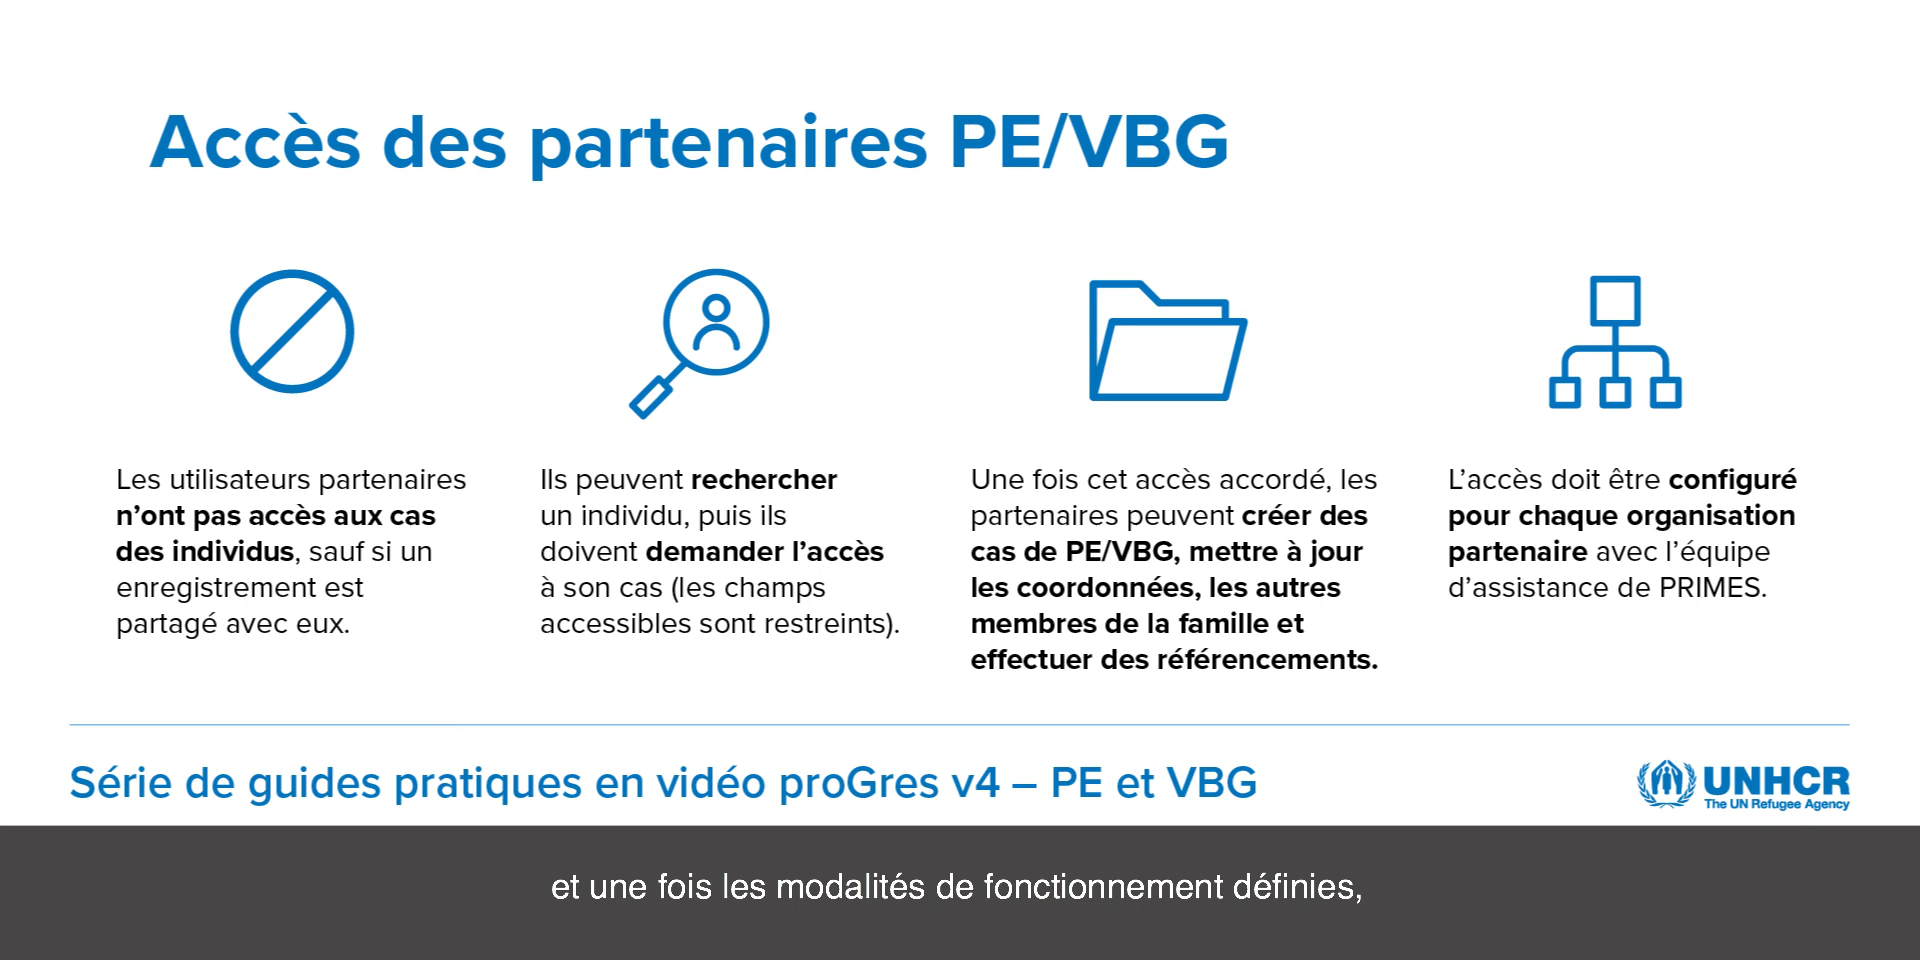 Accès des partenaires PE/VBG
Les utilisateurs partenaires
n’ont pas accès aux cas
des individus, sauf si un
enregistrement est
partagé avec eux.
Ils peuvent rechercher
un individu, puis ils
doivent demander l’accès
à son cas (les champs
accessibles sont restreints).
Une fois cet accès accordé, les
partenaires peuvent créer des
cas de PE/VBG, mettre à jour
les coordonnées, les autres
membres de la famille et
effectuer des référencements.
L’accès doit être configuré
pour chaque organisation
partenaire avec l’équipe
d’assistance de PRIMES.
Série de guides pratiques en vidéo proGres v4 – PE et VBG
UNHCR
The UN Refugee Agency
et une fois les modalités de fonctionnement définies,